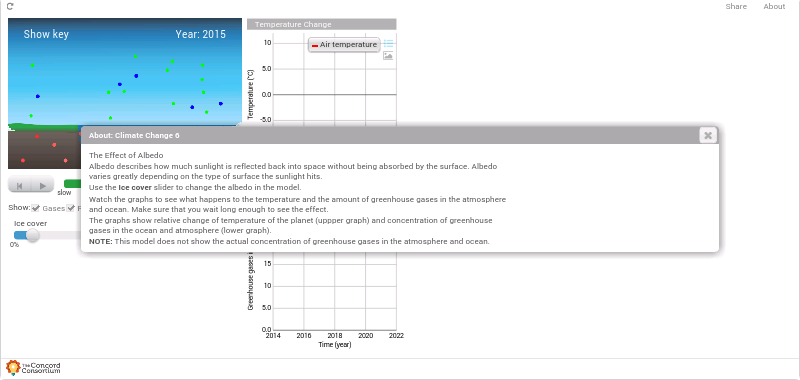 Share About
Show key Year: 2015
Temperature Change
Air temperature
10
5.0
0.0
-5.0
Temperature (°C)
About: Climate Change 6
The Effect of Albedo
Albedo describes how much sunlight is reflected back into space without being absorbed by the surface. Albedo
varies greatly depending on the type of surface the sunlight hits.
Use the Ice cover slider to change the albedo in the model.
Watch the graphs to see what happens to the temperature and the amount of greenhouse gases in the atmosphere
and ocean. Make sure that you wait long enough to see the effect.
The graphs show relative change of temperature of the planet (uppper graph) and concentration of greenhouse
gases in the ocean and atmosphere (lower graph).
NOTE: This model does not show the actual concentration of greenhouse gases in the atmosphere and ocean.
slow
Show: Gases
Ice cover
0%
Greenhouse gases
15
10
5.0
0.0
2014 2016 2018 2020 2022
Time (year)
The Concord
Consortium